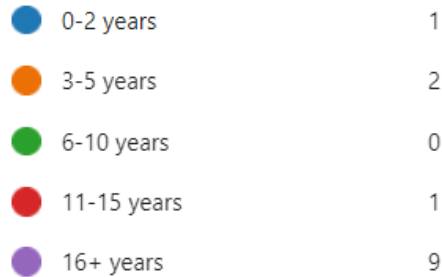 0-2 years 1
3-5 years 2
6-10 years 0
11-15 years 1
16+ years 9